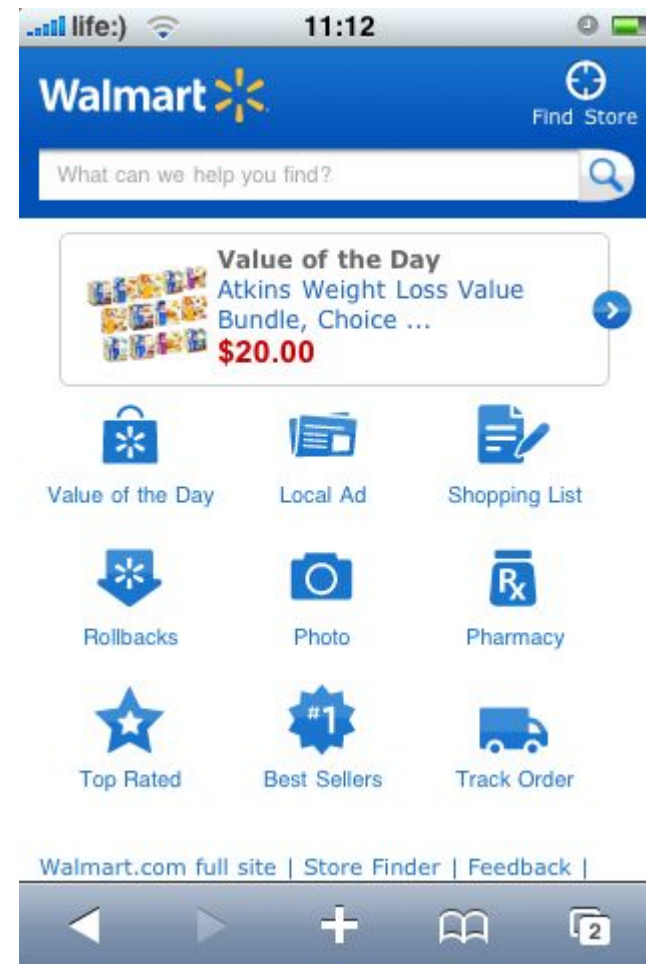 life:) 11:12
Walmart
Find Store
What can we help you find?
Value of the Day
Atkins Weight Loss Value
Bundle, Choice ...
$20.00
Value of the Day Local Ad Shopping List
Rx
Rollbacks Photo Pharmacy
#1
Top Rated Best Sellers Track Order
Walmart.com full site | Store Finder | Feedback |
2